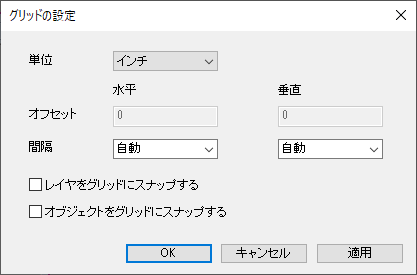 グリッドの設定
単位 インチ
水平 垂直
オフセット 0 0
間隔 自動 自動
レイヤをグリッドにスナップする
オブジェクトをグリッドにスナップする
OK キャンセル 適用